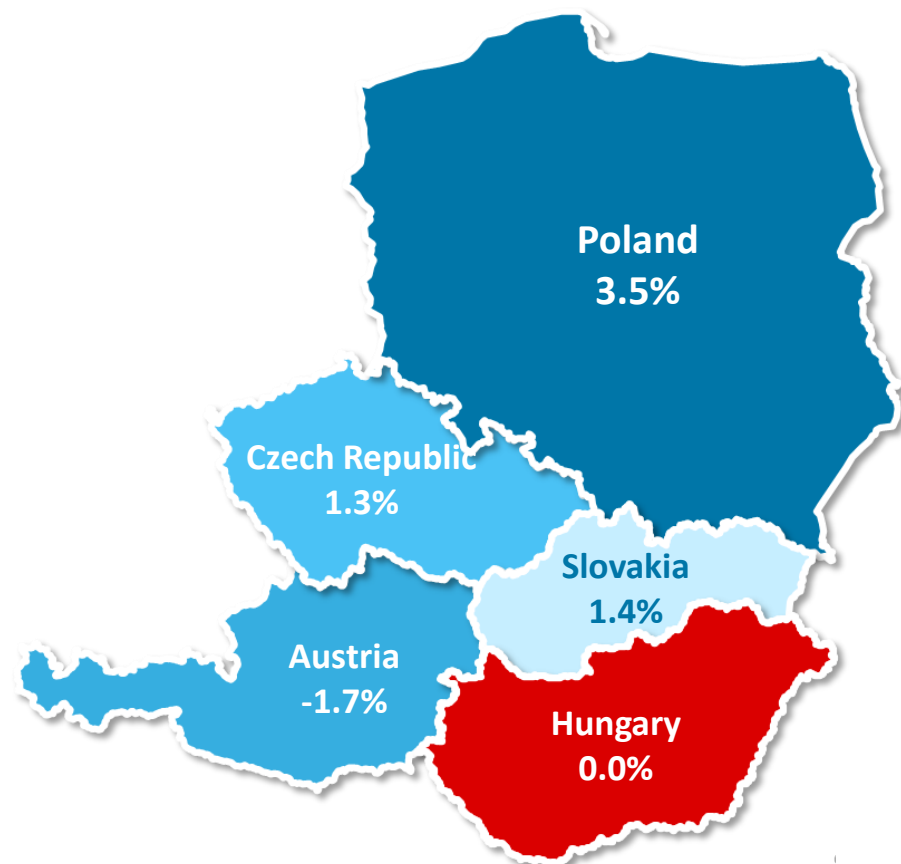 Poland
3.5%
Czech Republic
1.3%
Slovakia
1.4%
Austria
-1.7%
Hungary
0.0%